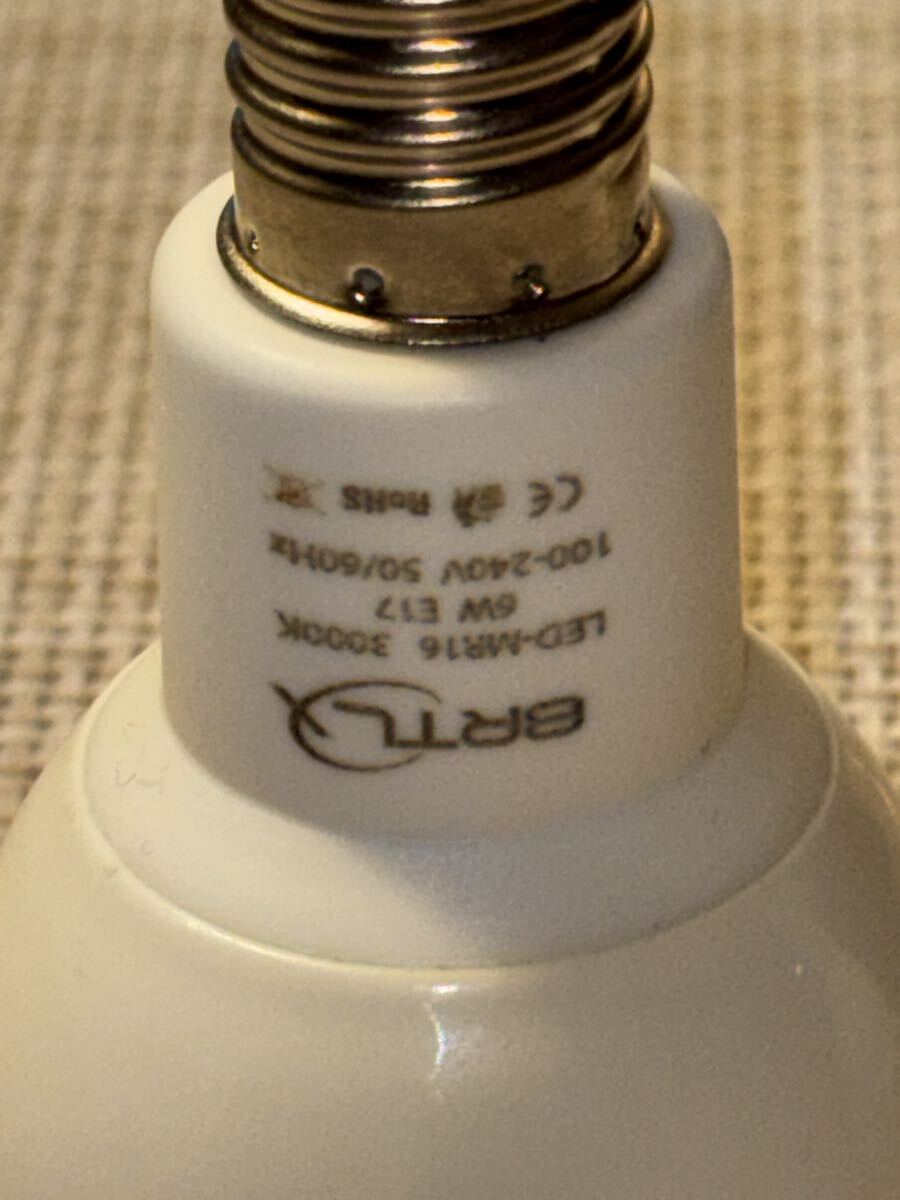 BRTLX
LED-MR16 3000K
6W E17
100-240V 50/60Hz
CE RoHS